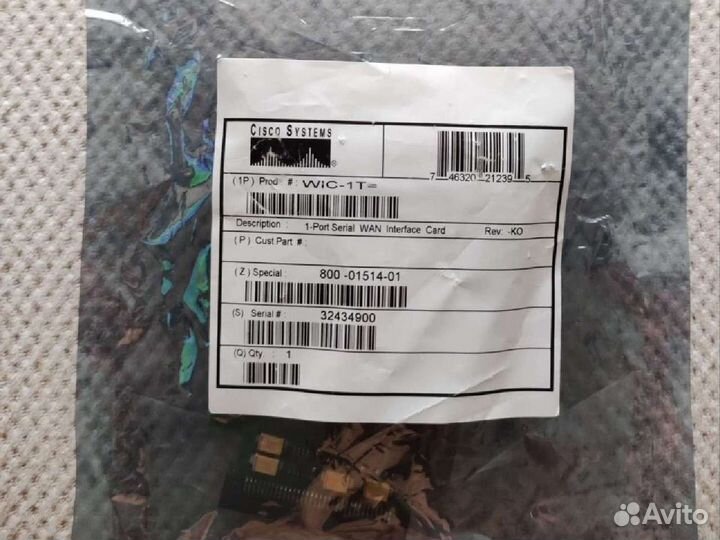 CISCO SYSTEMS
®
7 46320 21239 5
(1P) Prod #: WIC-1T=
Description : 1-Port Serial WAN Interface Card Rev: -K0
(P) Cust Part # :
(Z) Special : 800 -01514-01
(S) Serial # : 32434900
(Q) Qty : 1
Avito